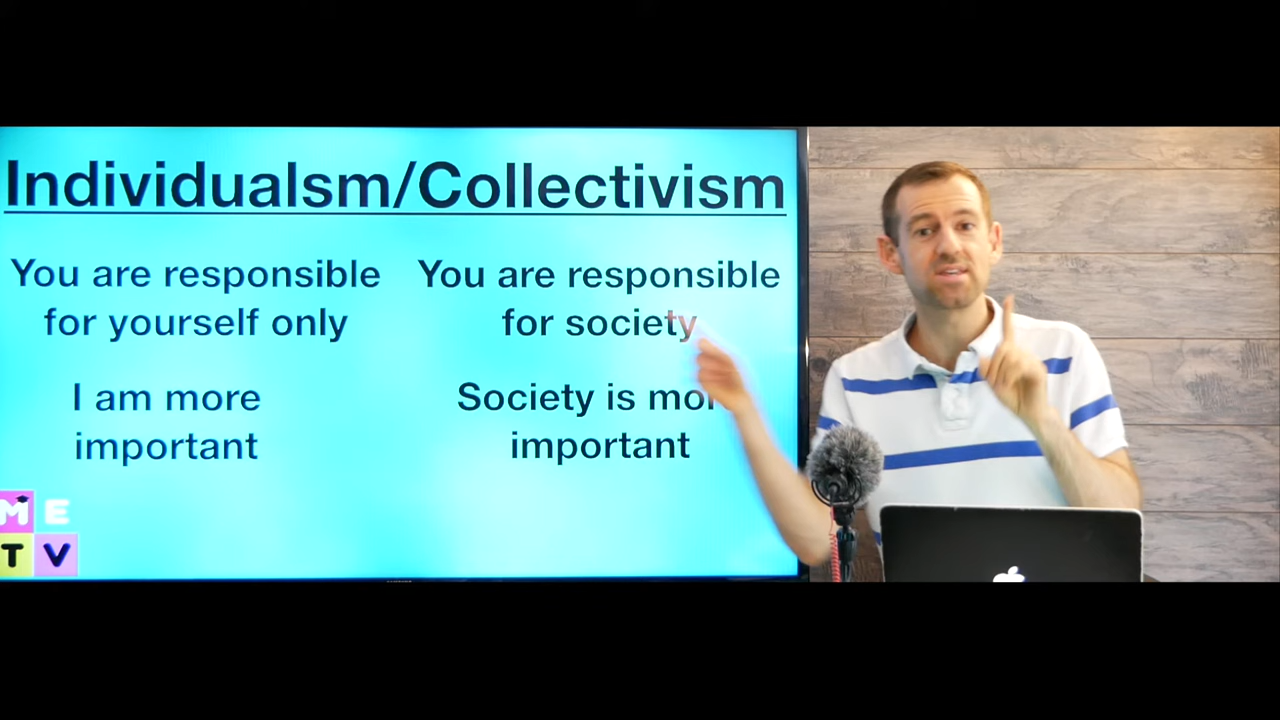 Individualsm/Collectivism
You are responsible
for yourself only
I am more
important
You are responsible
for society
Society is more
important
M E
T V